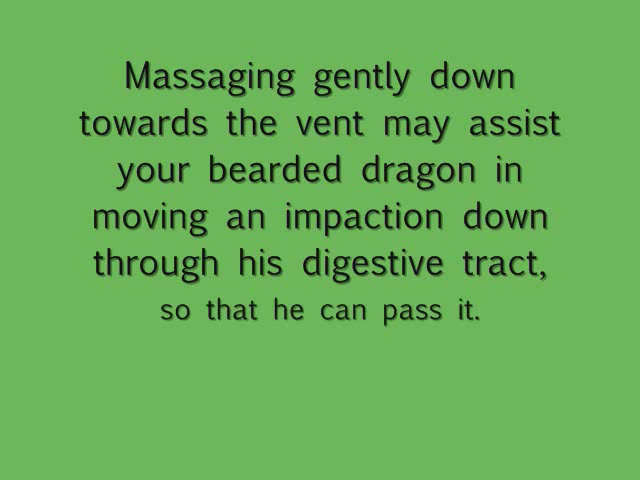 Massaging gently down
towards the vent may assist
your bearded dragon in
moving an impaction down
through his digestive tract,
so that he can pass it.